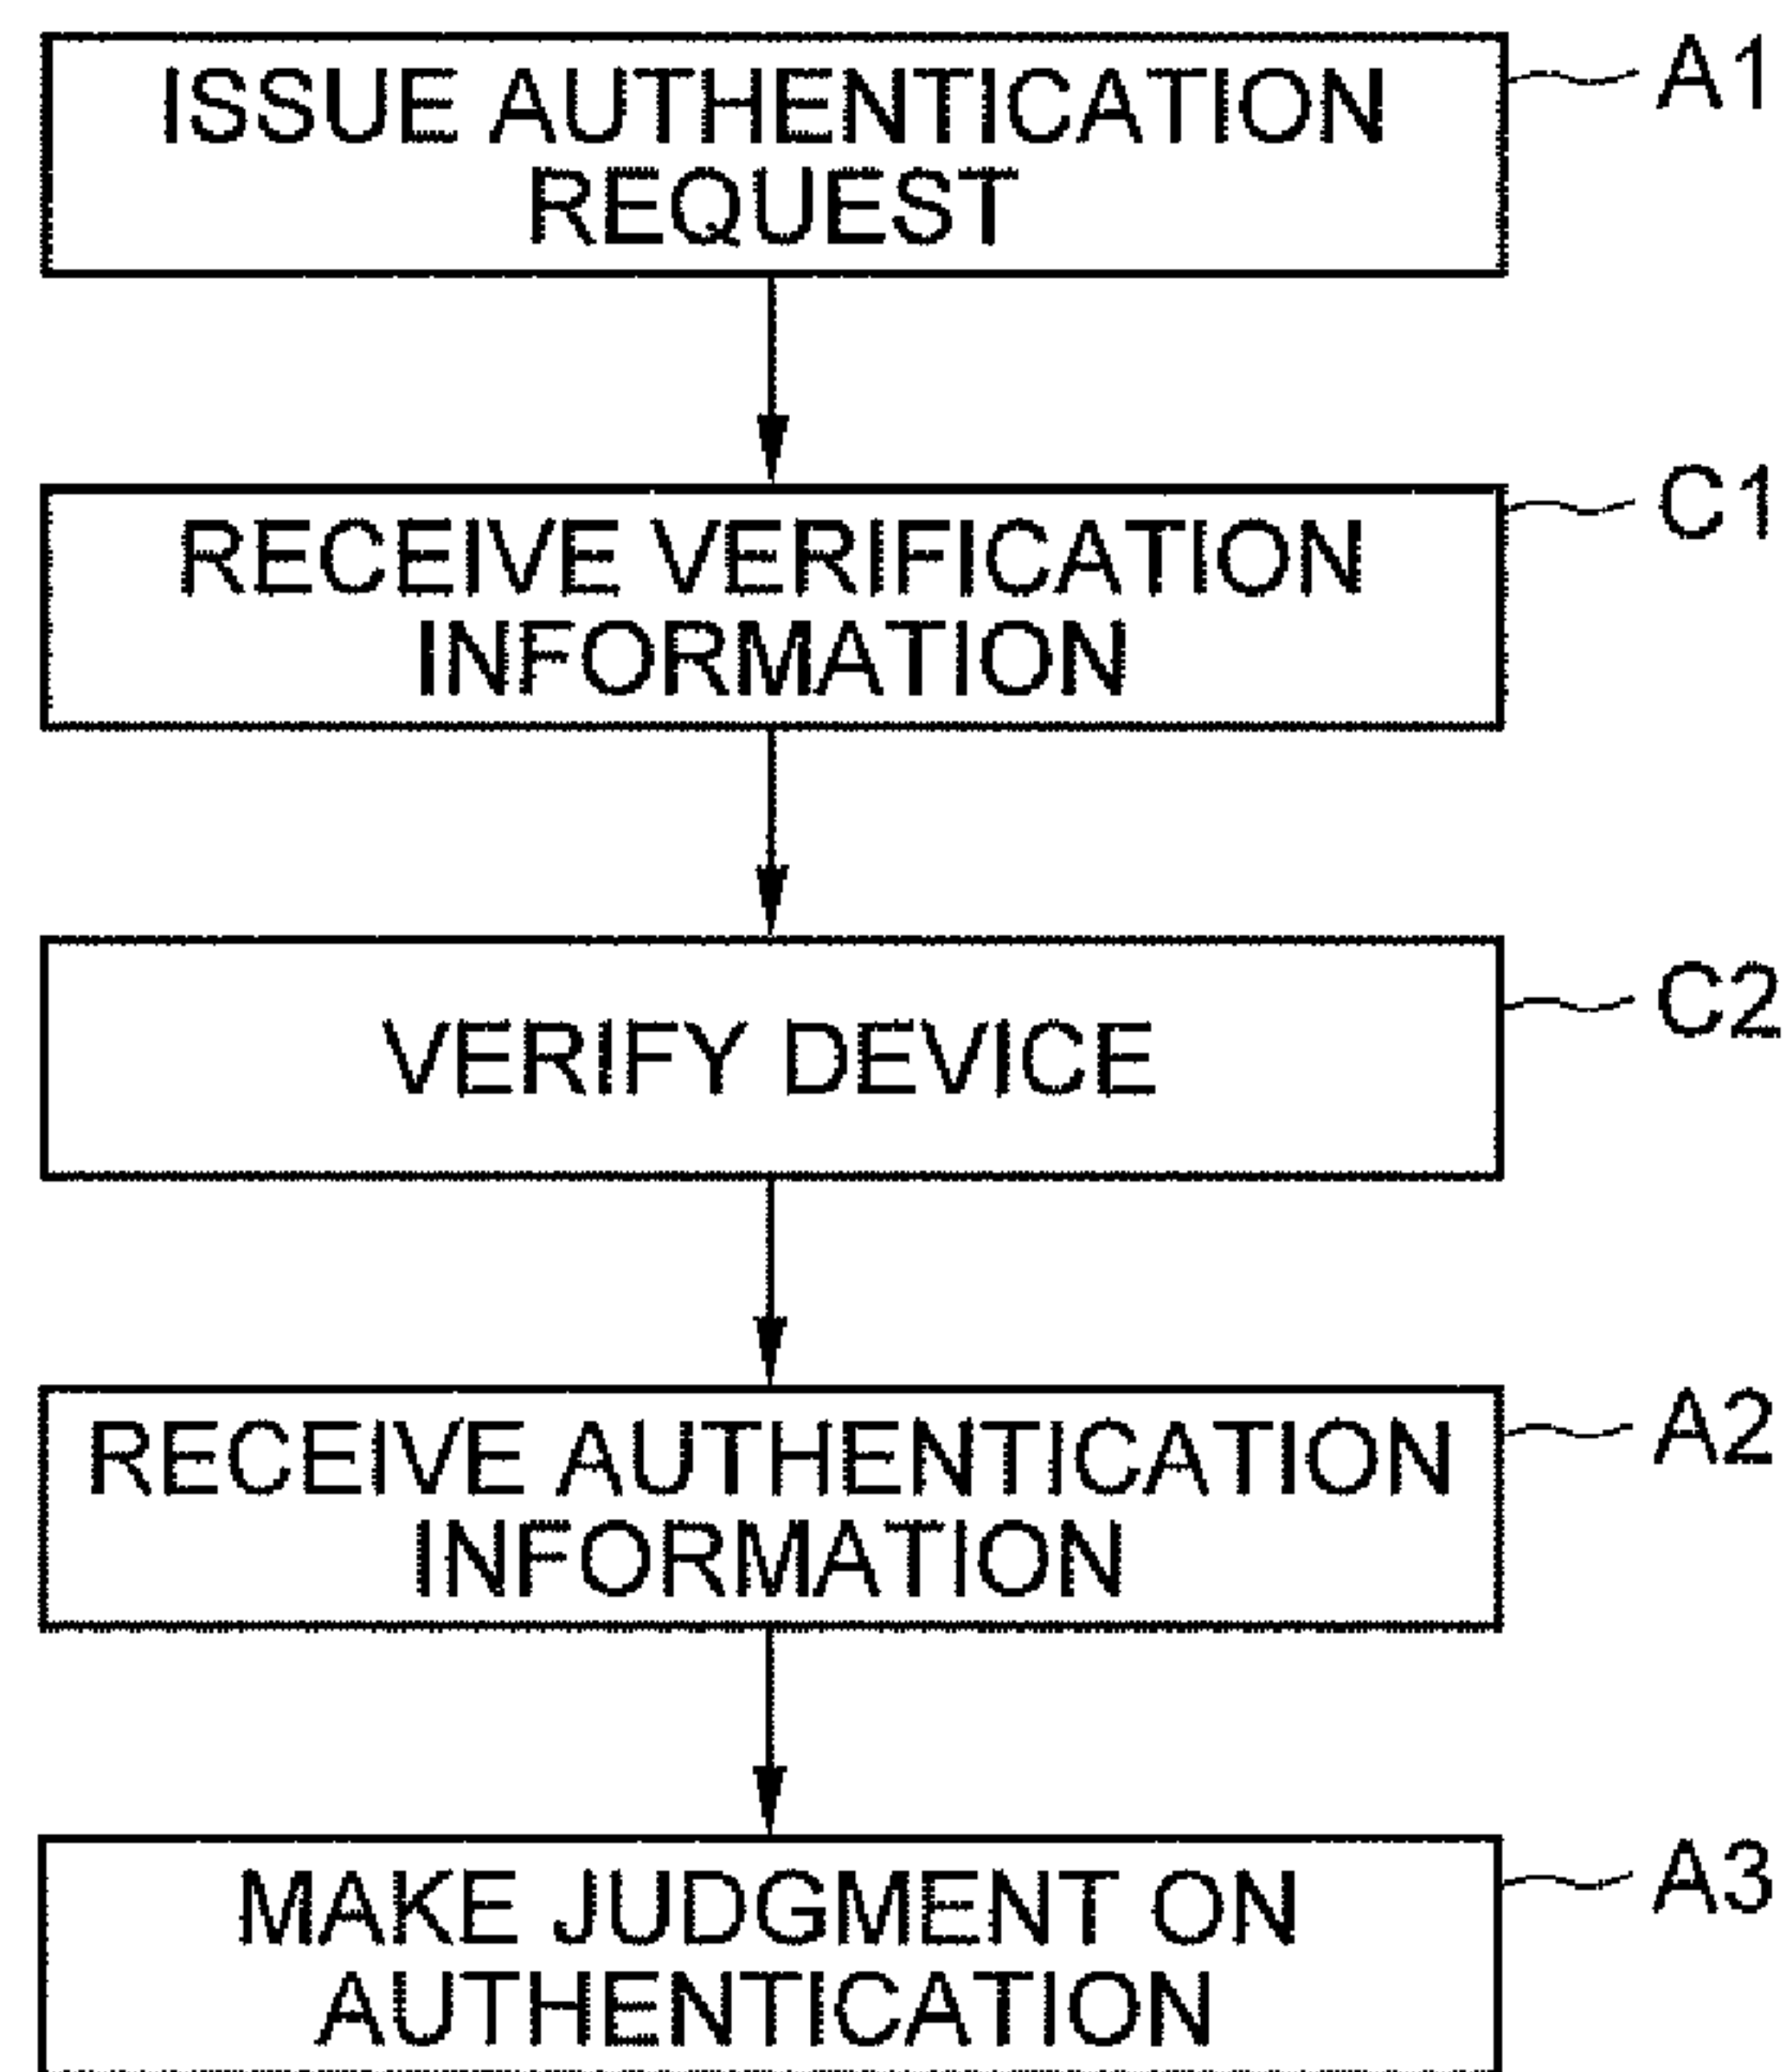 ISSUE AUTHENTICATION
REQUEST
A1
RECEIVE VERIFICATION
INFORMATION
C1
VERIFY DEVICE
C2
RECEIVE AUTHENTICATION
INFORMATION
A2
MAKE JUDGMENT ON
AUTHENTICATION
A3